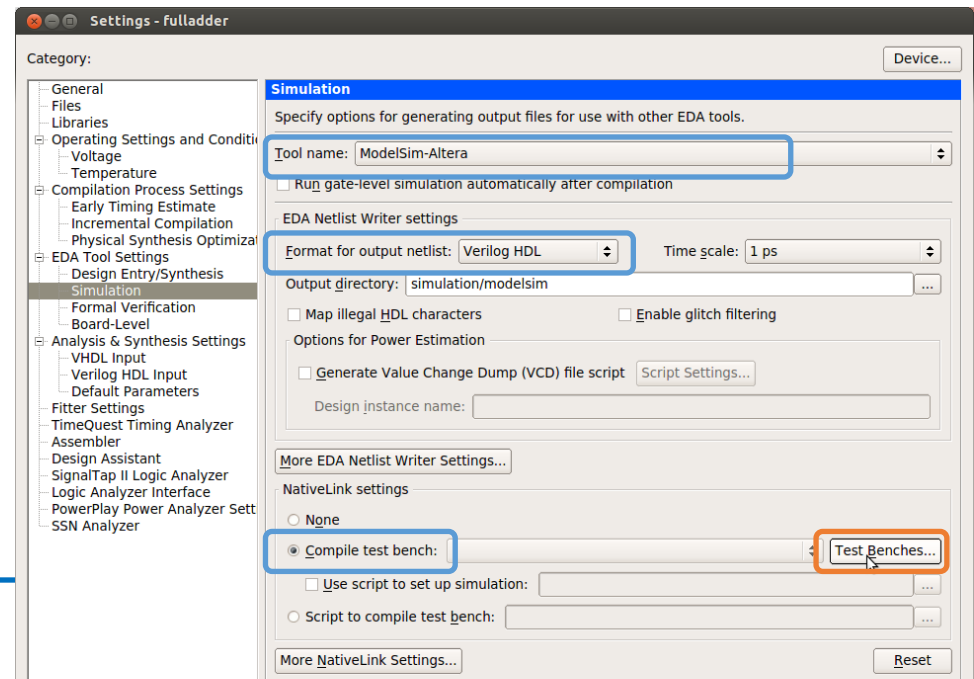 Settings - fulladder
Category:
Device...
General
Files
Libraries
Operating Settings and Conditi
Voltage
Temperature
Compilation Process Settings
Early Timing Estimate
Incremental Compilation
Physical Synthesis Optimizat
EDA Tool Settings
Design Entry/Synthesis
Simulation
Formal Verification
Board-Level
Analysis & Synthesis Settings
VHDL Input
Verilog HDL Input
Default Parameters
Fitter Settings
TimeQuest Timing Analyzer
Assembler
Design Assistant
SignalTap II Logic Analyzer
Logic Analyzer Interface
PowerPlay Power Analyzer Sett
SSN Analyzer
Simulation
Specify options for generating output files for use with other EDA tools.
Tool name: ModelSim-Altera
Run gate-level simulation automatically after compilation
EDA Netlist Writer settings
Format for output netlist: Verilog HDL Time scale: 1 ps
Output directory: simulation/modelsim ...
Map illegal HDL characters Enable glitch filtering
Options for Power Estimation
Generate Value Change Dump (VCD) file script Script Settings...
Design instance name:
More EDA Netlist Writer Settings...
NativeLink settings
None
Compile test bench: Test Benches...
Use script to set up simulation: ...
Script to compile test bench: ...
More NativeLink Settings... Reset